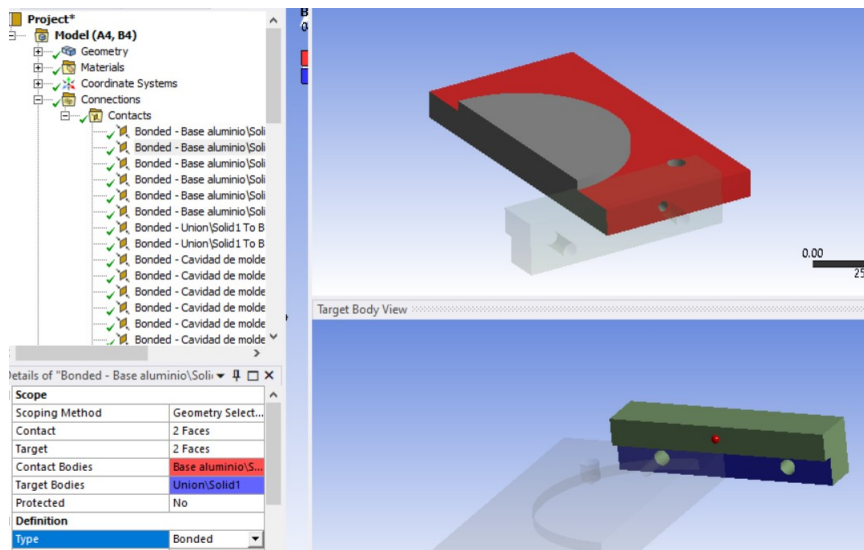 Project*
Model (A4, B4)
Geometry
Materials
Coordinate Systems
Connections
Contacts
Bonded - Base aluminio\Soli
Bonded - Base aluminio\Soli
Bonded - Base aluminio\Soli
Bonded - Base aluminio\Soli
Bonded - Base aluminio\Soli
Bonded - Base aluminio\Soli
Bonded - Union\Solid1 To B
Bonded - Union\Solid1 To B
Bonded - Cavidad de molde
Bonded - Cavidad de molde
Bonded - Cavidad de molde
Bonded - Cavidad de molde
Bonded - Cavidad de molde
Bonded - Cavidad de molde
Details of "Bonded - Base aluminio\Soli
Scope
Scoping Method Geometry Select...
Contact 2 Faces
Target 2 Faces
Contact Bodies Base aluminio\S...
Target Bodies Union\Solid1
Protected No
Definition
Type Bonded
B
0.00
25
Target Body View